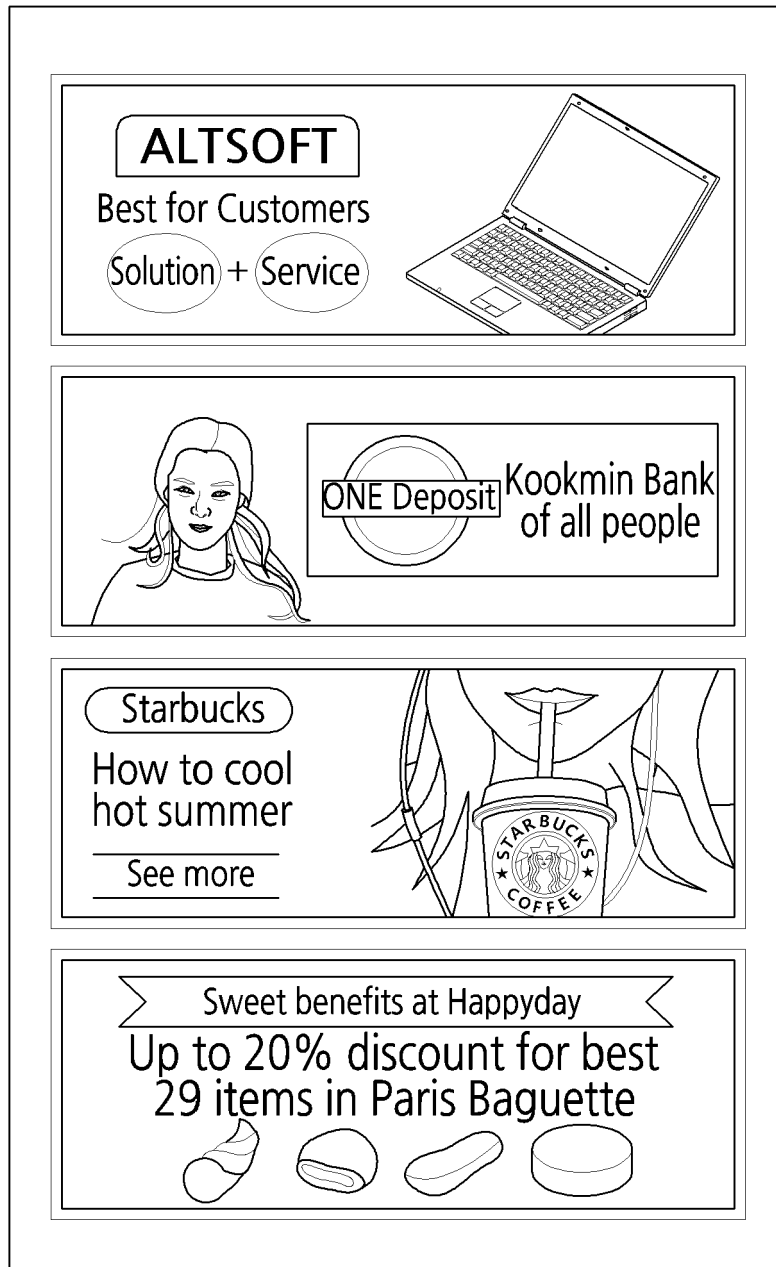 ALTSOFT
Best for Customers
Solution + Service
ONE Deposit
Kookmin Bank
of all people
Starbucks
How to cool
hot summer
See more
STARBUCKS
COFFEE
Sweet benefits at Happyday
Up to 20% discount for best
29 items in Paris Baguette